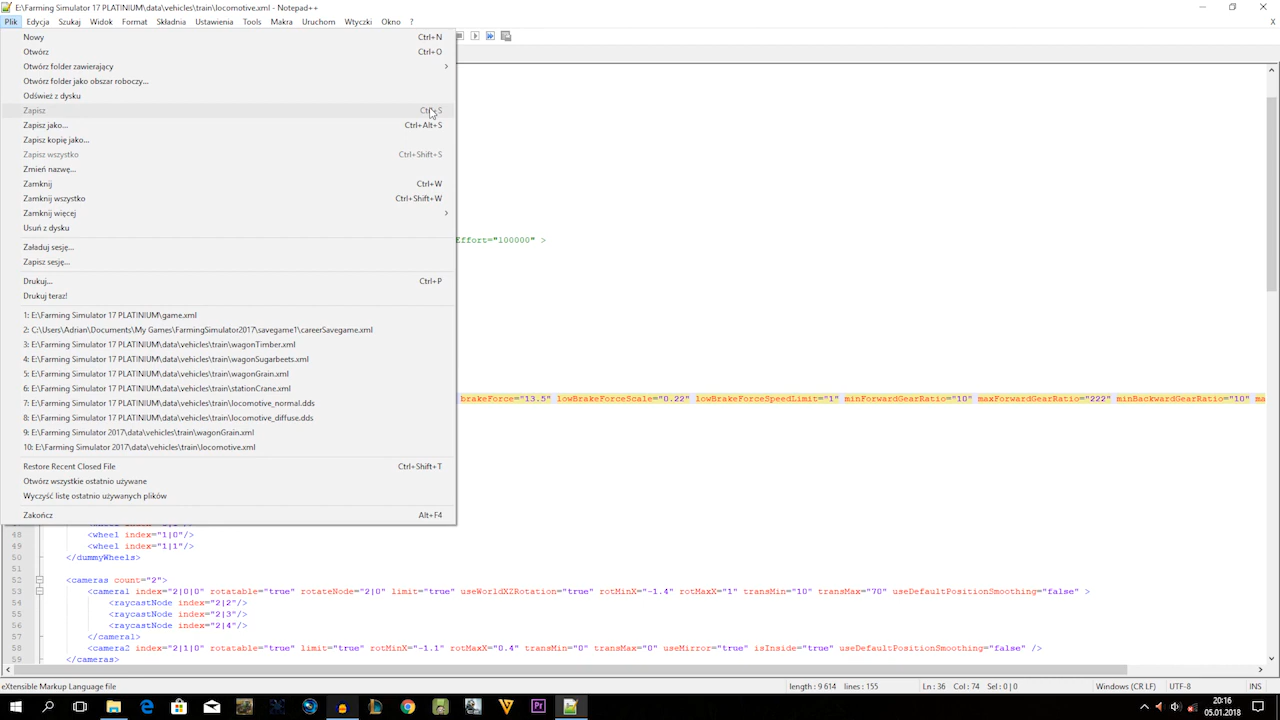 E:\Farming Simulator 17 PLATINIUM\data\vehicles\train\locomotive.xml - Notepad++
Plik Edycja Szukaj Widok Format Składnia Ustawienia Tools Makra Uruchom Wtyczki Okno ? X
Nowy Ctrl+N
Otwórz Ctrl+O
Otwórz folder zawierający
Otwórz folder jako obszar roboczy...
Odśwież z dysku
Zapisz Ctrl+S
Zapisz jako... Ctrl+Alt+S
Zapisz kopię jako...
Zapisz wszystko Ctrl+Shift+S
Zmień nazwę...
Zamknij Ctrl+W
Zamknij wszystko Ctrl+Shift+W
Zamknij więcej
Usuń z dysku
Effort="100000" >
Załaduj sesję...
Zapisz sesję...
Drukuj... Ctrl+P
Drukuj teraz!
1: E:\Farming Simulator 17 PLATINIUM\game.xml
2: C:\Users\Adrian\Documents\My Games\FarmingSimulator2017\savegame1\careerSavegame.xml
3: E:\Farming Simulator 17 PLATINIUM\data\vehicles\train\wagonTimber.xml
4: E:\Farming Simulator 17 PLATINIUM\data\vehicles\train\wagonSugarbeets.xml
5: E:\Farming Simulator 17 PLATINIUM\data\vehicles\train\wagonGrain.xml
6: E:\Farming Simulator 17 PLATINIUM\data\vehicles\train\stationCrane.xml
brakeForce="13.5" lowBrakeForceScale="0.22" lowBrakeForceSpeedLimit="1" minForwardGearRatio="10" maxForwardGearRatio="222" minBackwardGearRatio="10" ma
7: E:\Farming Simulator 17 PLATINIUM\data\vehicles\train\locomotive_normal.dds
8: E:\Farming Simulator 17 PLATINIUM\data\vehicles\train\locomotive_diffuse.dds
9: E:\Farming Simulator 2017\data\vehicles\train\wagonGrain.xml
10: E:\Farming Simulator 2017\data\vehicles\train\locomotive.xml
Restore Recent Closed File Ctrl+Shift+T
Otwórz wszystkie ostatnio używane
Wyczyść listę ostatnio używanych plików
Zakończ Alt+F4
48 <wheel index="1|0"/>
49 <wheel index="1|1"/>
50 </dummyWheels>
51
52 <cameras count="2">
53 <camera1 index="2|0|0" rotatable="true" rotateNode="2|0" limit="true" useWorldXZRotation="true" rotMinX="-1.4" rotMaxX="1" transMin="10" transMax="70" useDefaultPositionSmoothing="false" >
54 <raycastNode index="2|2"/>
55 <raycastNode index="2|3"/>
56 <raycastNode index="2|4"/>
57 </camera1>
58 <camera2 index="2|1|0" rotatable="true" limit="true" rotMinX="-1.1" rotMaxX="0.4" transMin="0" transMax="0" useMirror="true" isInside="true" useDefaultPositionSmoothing="false" />
</cameras>
eXtensible Markup Language file length : 9 614 lines : 155 Ln : 36 Col : 74 Sel : 0 | 0 Windows (CR LF) UTF-8 INS
20:16
05.01.2018